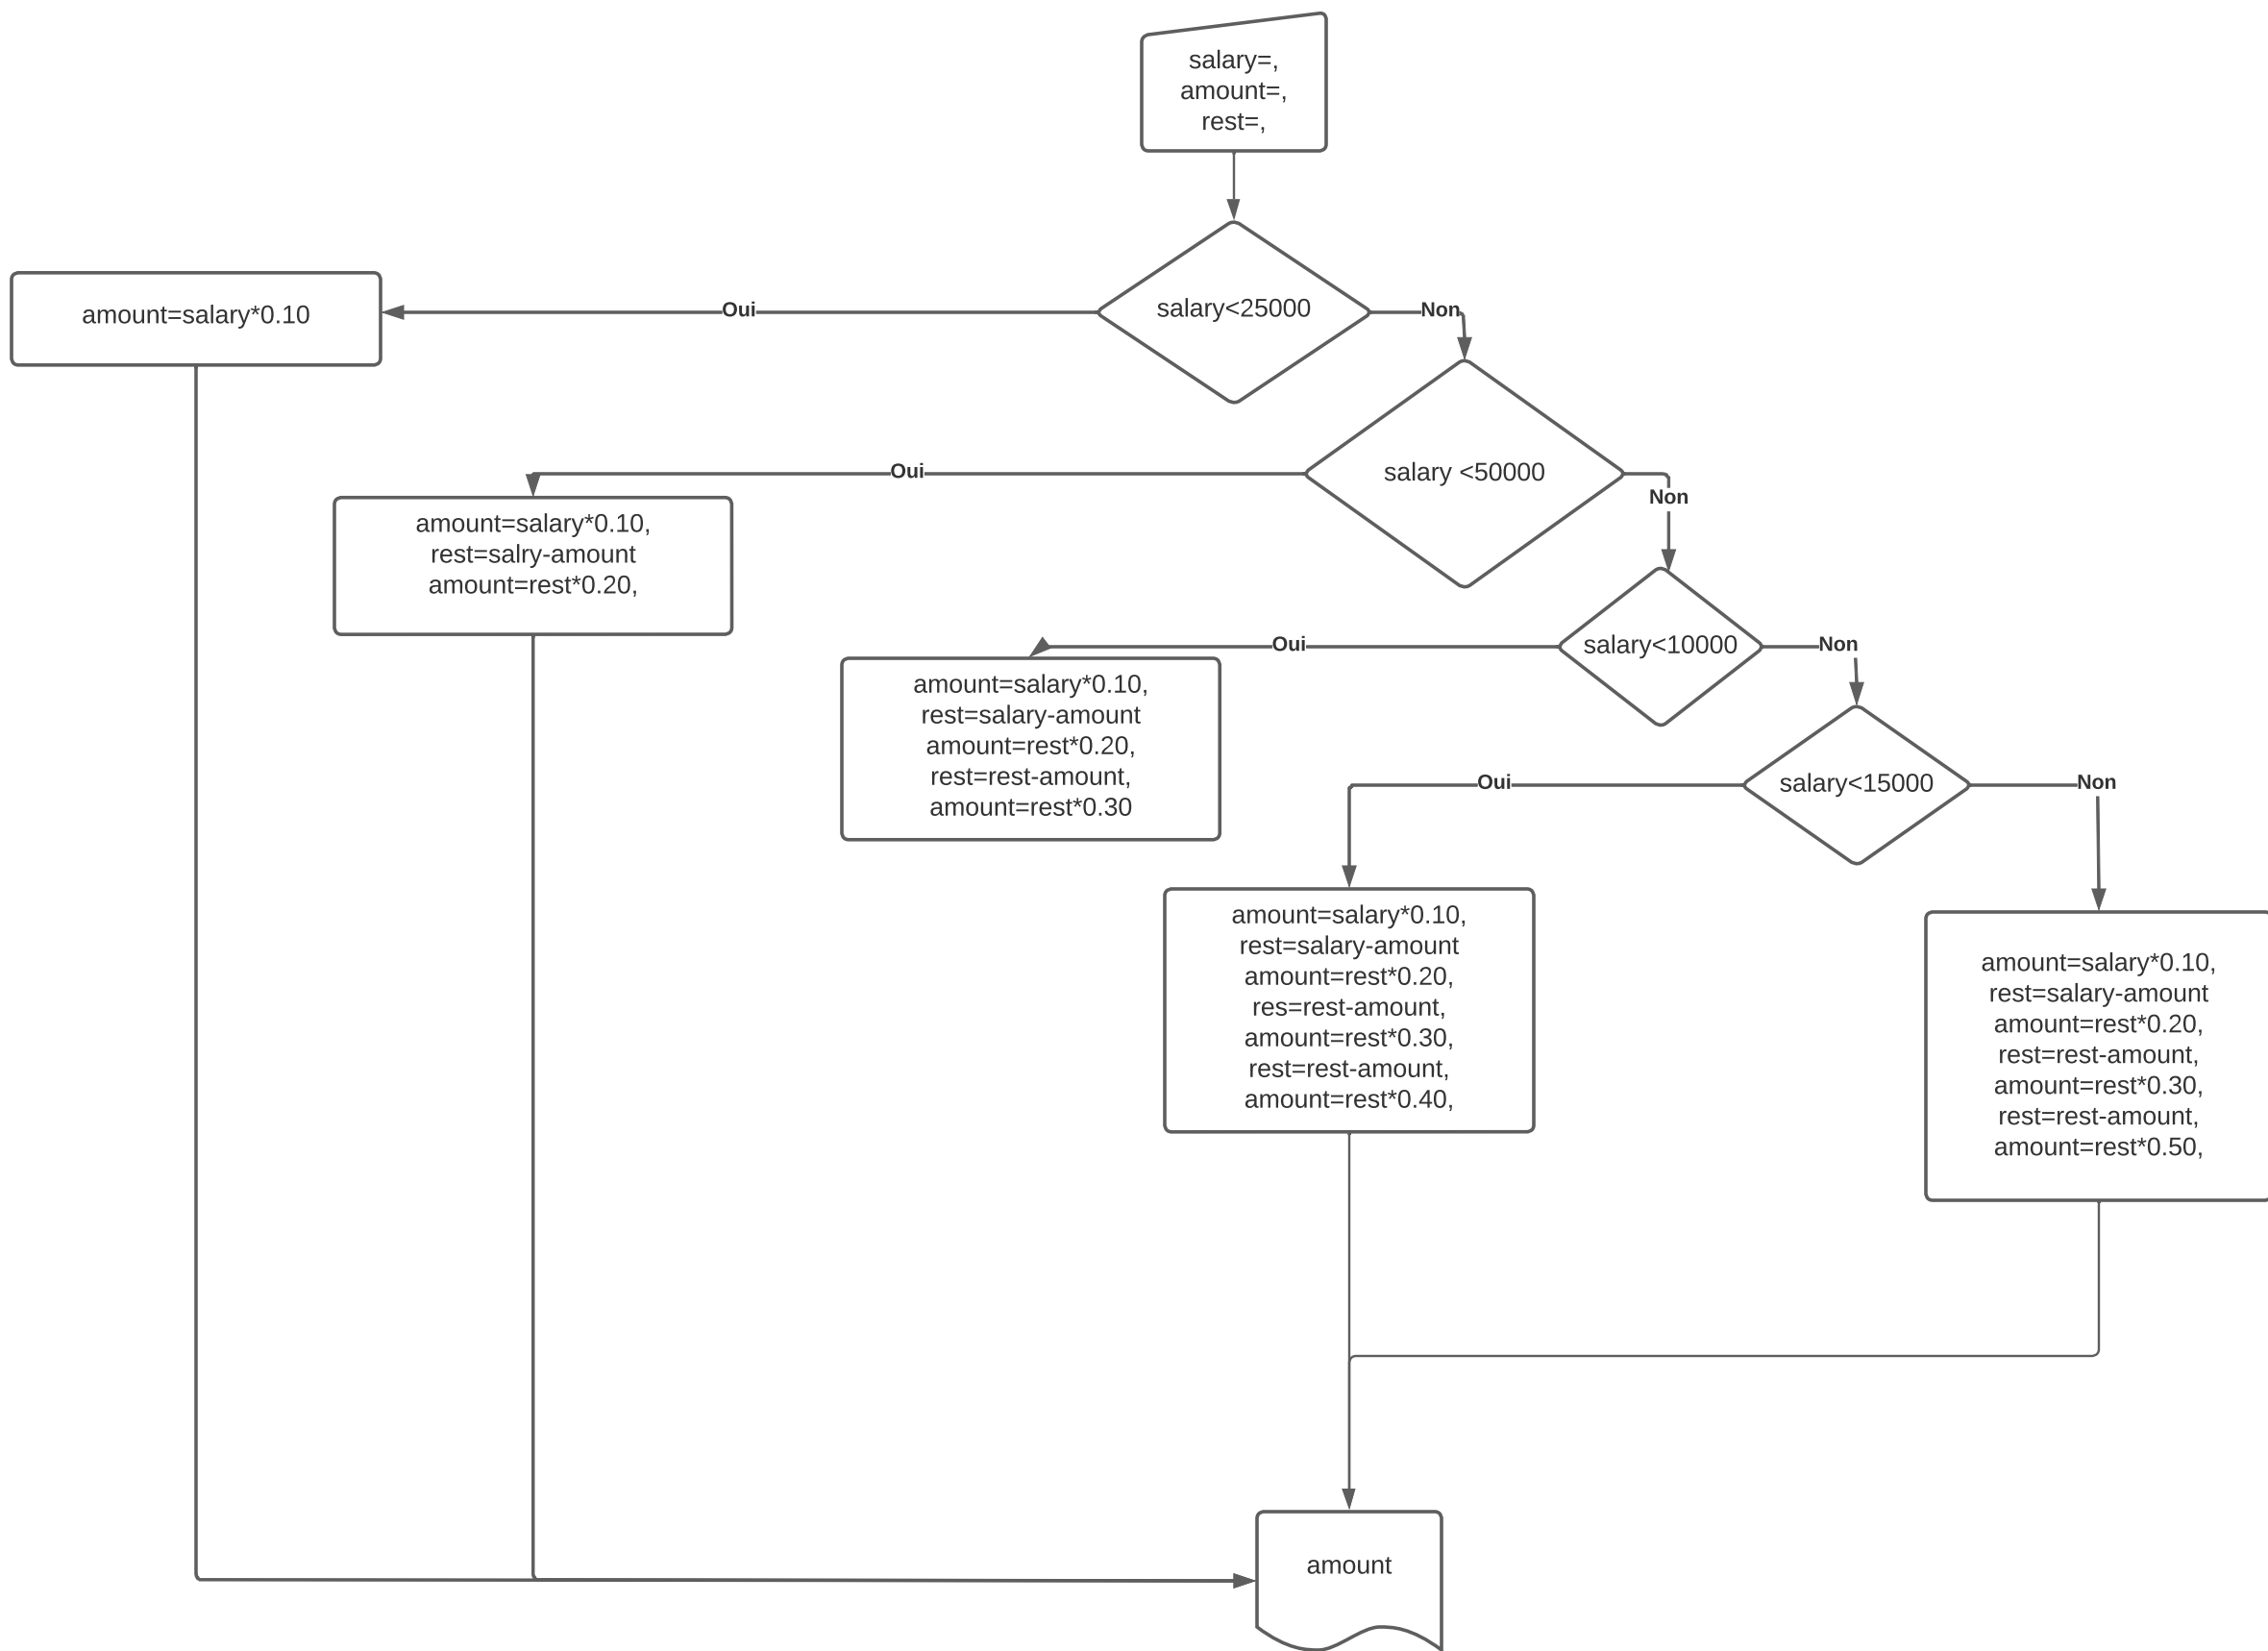 salary=,
amount=,
rest=,
salary<25000
Oui
Non
amount=salary*0.10
salary <50000
Oui
Non
amount=salary*0.10,
rest=salry-amount
amount=rest*0.20,
salary<10000
Oui
Non
amount=salary*0.10,
rest=salary-amount
amount=rest*0.20,
rest=rest-amount,
amount=rest*0.30
salary<15000
Oui
Non
amount=salary*0.10,
rest=salary-amount
amount=rest*0.20,
res=rest-amount,
amount=rest*0.30,
rest=rest-amount,
amount=rest*0.40,
amount=salary*0.10,
rest=salary-amount
amount=rest*0.20,
rest=rest-amount,
amount=rest*0.30,
rest=rest-amount,
amount=rest*0.50,
amount